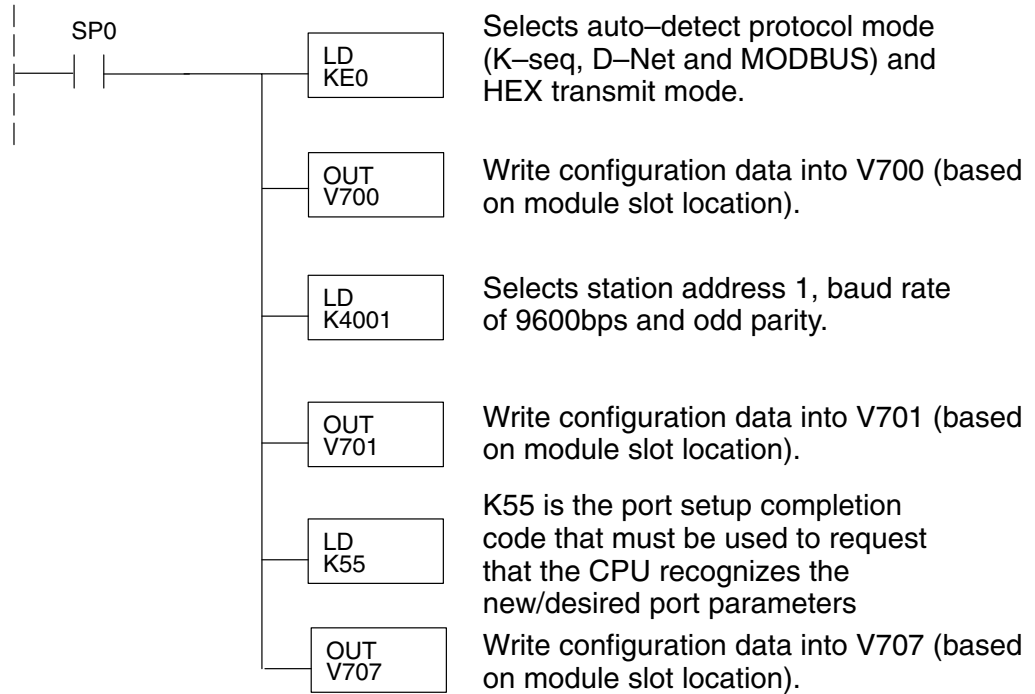 SP0
LD
KE0
Selects auto–detect protocol mode
(K–seq, D–Net and MODBUS) and
HEX transmit mode.
OUT
V700
Write configuration data into V700 (based
on module slot location).
LD
K4001
Selects station address 1, baud rate
of 9600bps and odd parity.
OUT
V701
Write configuration data into V701 (based
on module slot location).
LD
K55
K55 is the port setup completion
code that must be used to request
that the CPU recognizes the
new/desired port parameters
OUT
V707
Write configuration data into V707 (based
on module slot location).